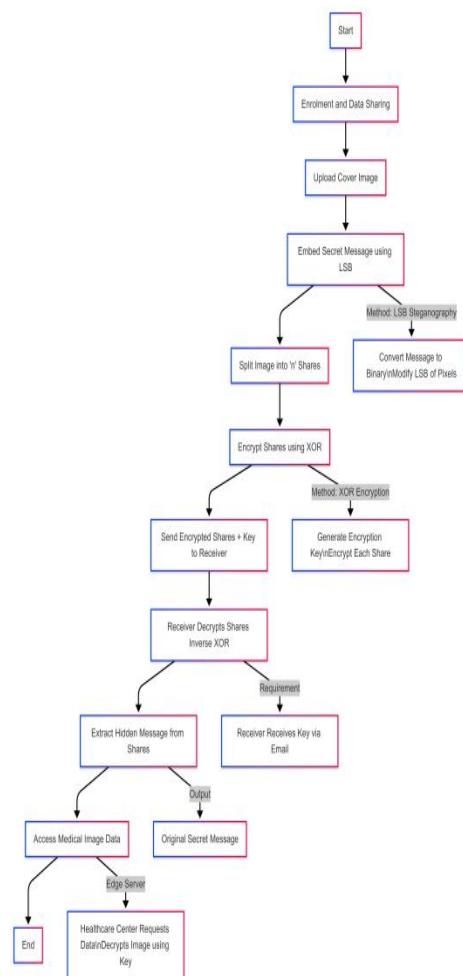 Start
Enrolment and Data Sharing
Upload Cover Image
Embed Secret Message using
LSB
Method: LSB Steganography
Split Image into 'n' Shares
Convert Message to
Binary\nModify LSB of Pixels
Encrypt Shares using XOR
Method: XOR Encryption
Send Encrypted Shares + Key
to Receiver
Generate Encryption
Key\nEncrypt Each Share
Receiver Decrypts Shares
Inverse XOR
Requirement
Extract Hidden Message from
Shares
Receiver Receives Key via
Email
Output
Access Medical Image Data
Original Secret Message
Edge Server
End
Healthcare Center Requests
Data\nDecrypts Image using
Key